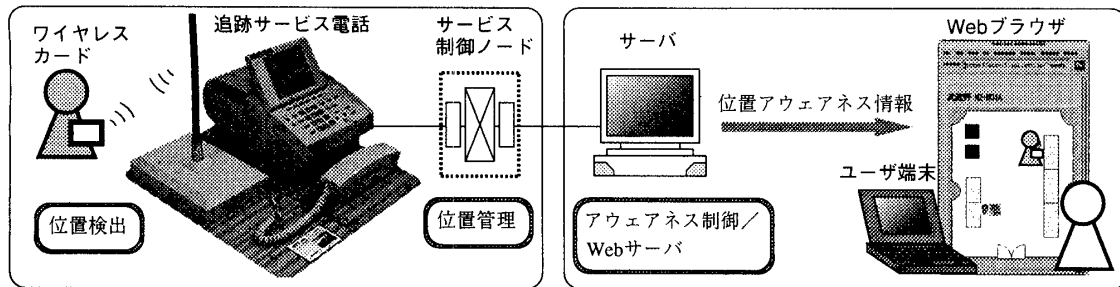 ワイヤレス
カード
追跡サービス電話
サービス
制御ノード
位置検出
位置管理
サーバ
位置アウェアネス情報
アウェアネス制御／
Webサーバ
Webブラウザ
ユーザ端末